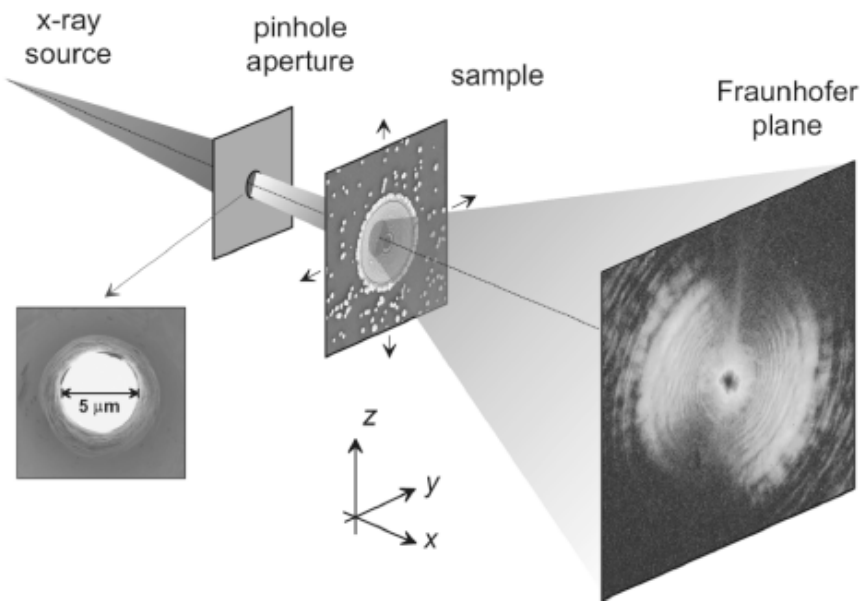 x-ray
source
pinhole
aperture
sample
Fraunhofer
plane
5 μm
z
y
x